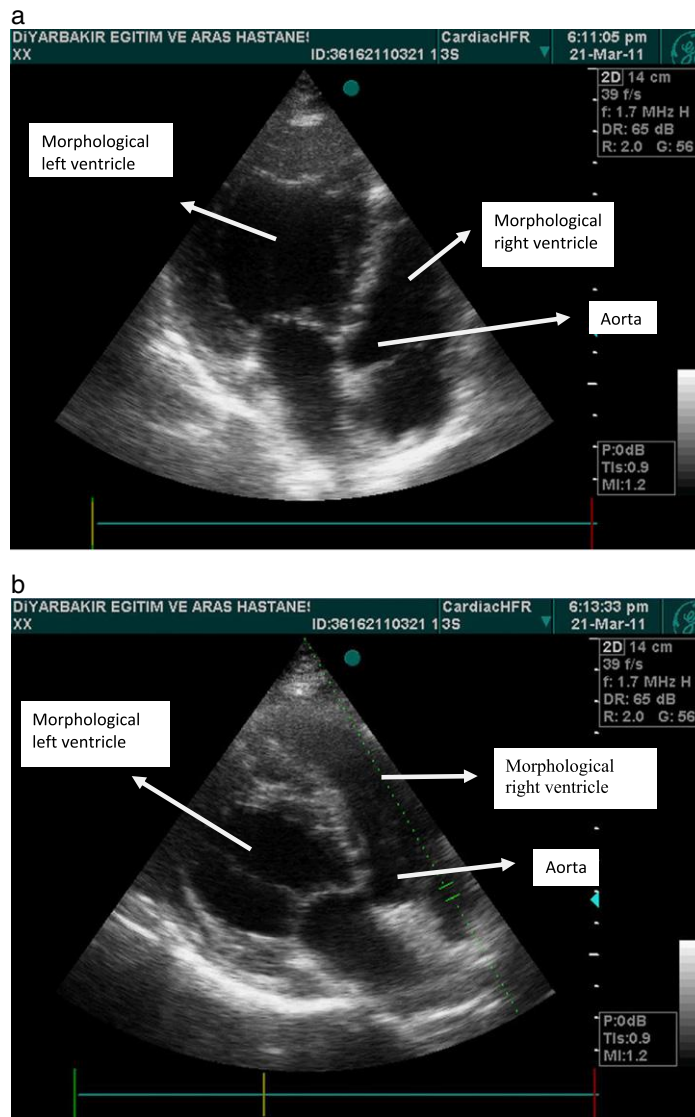 a
DİYARBAKIR EGITIM VE ARAS HASTANE CardiacHFR 6:11:05 pm
XX ID:36162110321 1 3S 21-Mar-11
2D 14 cm
39 f/s
f: 1.7 MHz H
DR: 65 dB
R: 2.0 G: 56
Morphological
left ventricle
Morphological
right ventricle
Aorta
P:0dB
TIs:0.9
MI:1.2
b
DİYARBAKIR EGITIM VE ARAS HASTANE CardiacHFR 6:13:33 pm
XX ID:36162110321 1 3S 21-Mar-11
2D 14 cm
39 f/s
f: 1.7 MHz H
DR: 65 dB
R: 2.0 G: 56
Morphological
left ventricle
Morphological
right ventricle
Aorta
P:0dB
TIs:0.9
MI:1.2